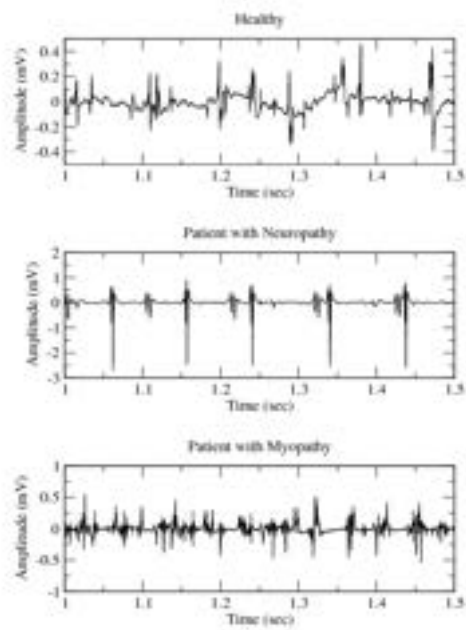 Healthy
Amplitude (mV)
0.4
0.2
0
-0.2
-0.4
1 1.1 1.2 1.3 1.4 1.5
Time (sec)
Patient with Neuropathy
Amplitude (mV)
2
1
0
-1
-2
-3
1 1.1 1.2 1.3 1.4 1.5
Time (sec)
Patient with Myopathy
Amplitude (mV)
1
0.5
0
-0.5
-1
1 1.1 1.2 1.3 1.4 1.5
Time (sec)